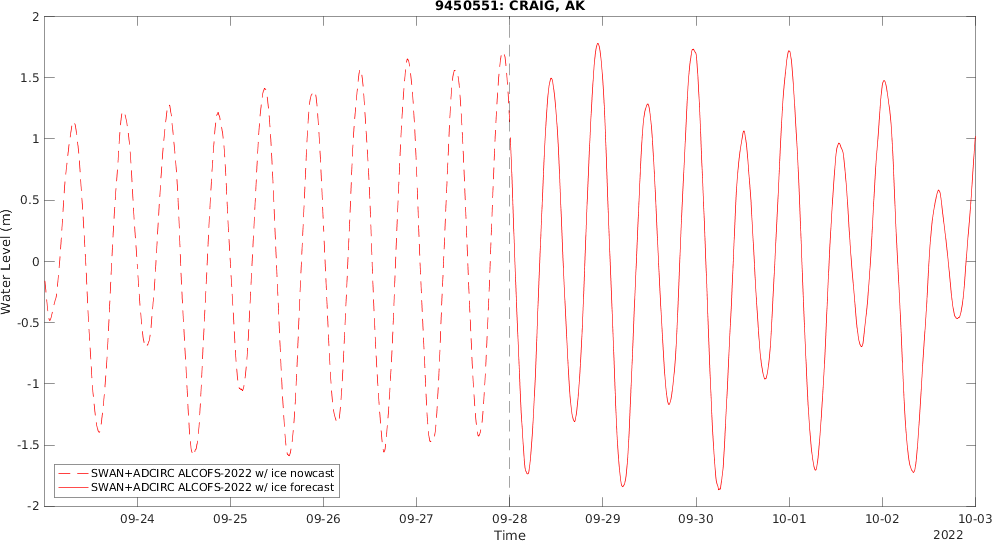 9450551: CRAIG, AK
Water Level (m)
2
1.5
1
0.5
0
-0.5
-1
-1.5
-2
SWAN+ADCIRC ALCOFS-2022 w/ ice nowcast
SWAN+ADCIRC ALCOFS-2022 w/ ice forecast
09-24 09-25 09-26 09-27 09-28 09-29 09-30 10-01 10-02 10-03
Time
2022